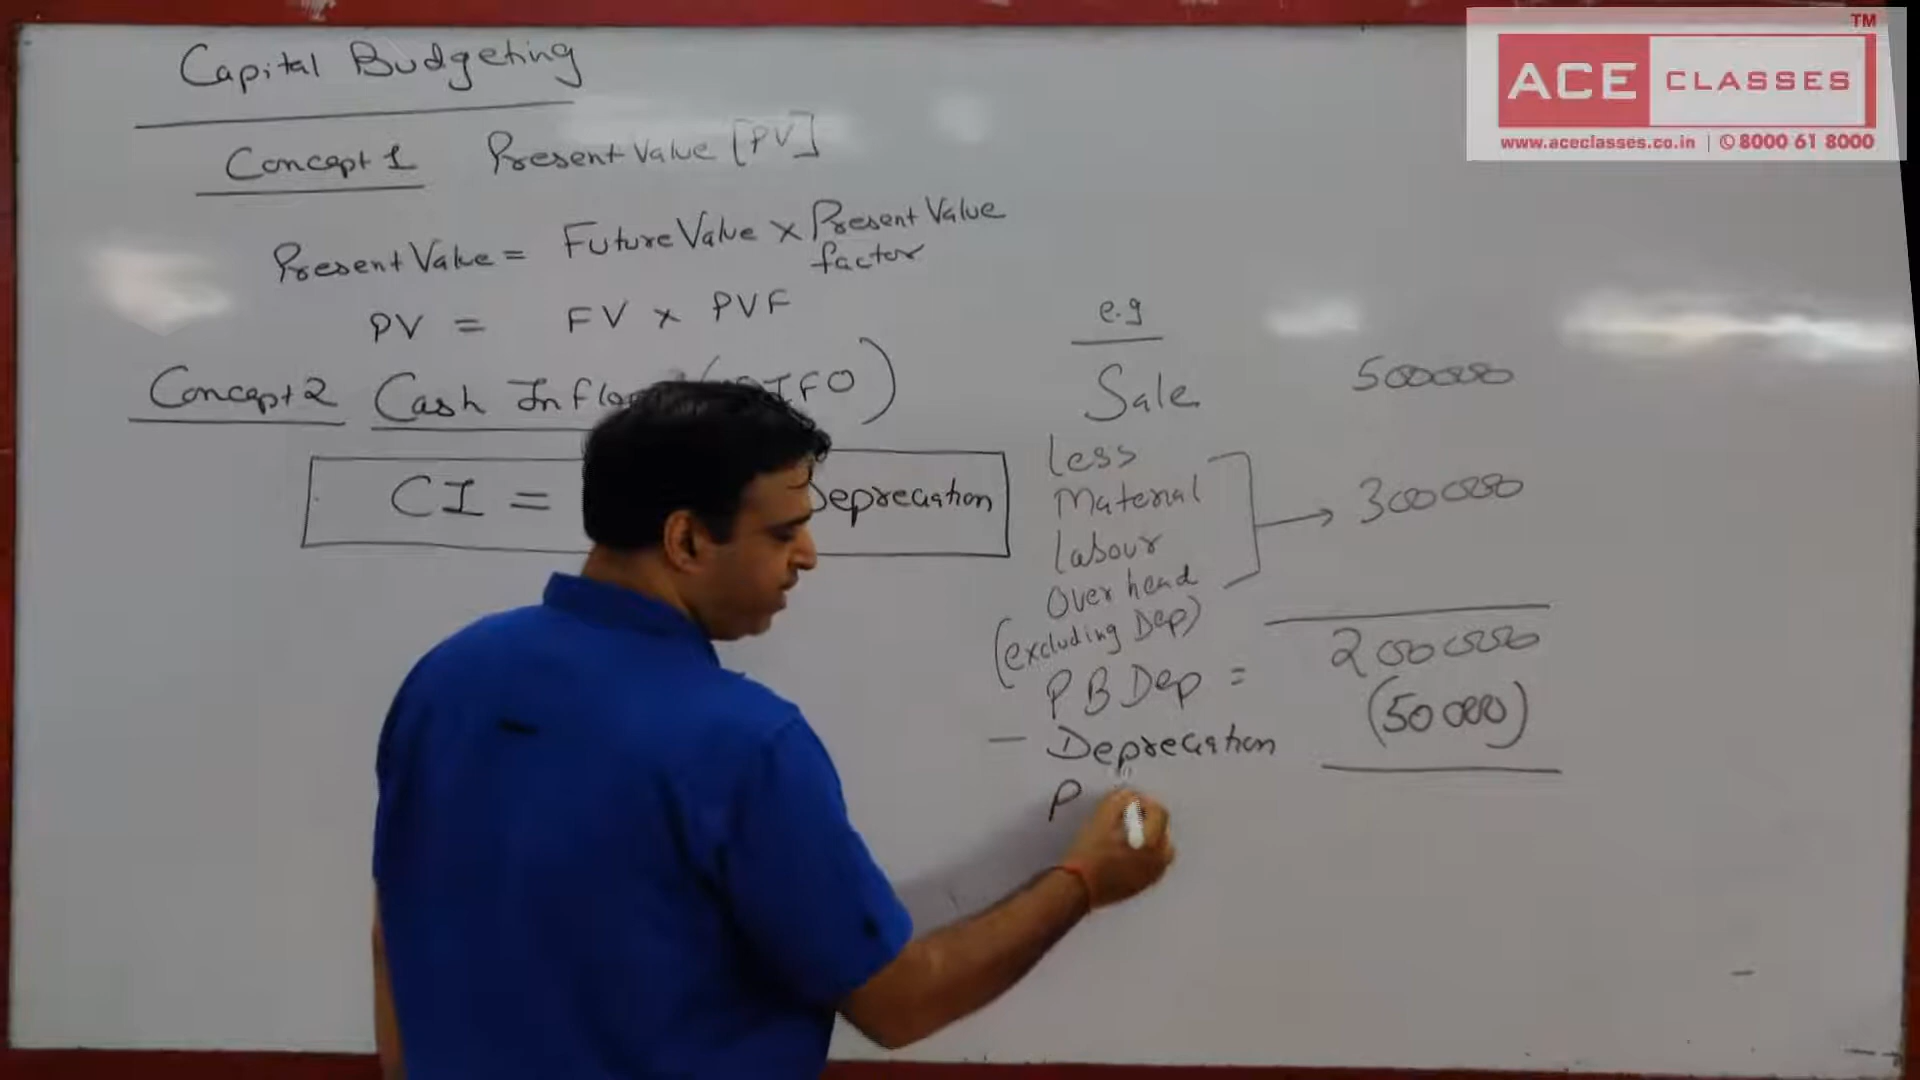 Capital Budgeting
Concept 1 Present Value [PV]
Present Value = Future Value x Present Value
factor
PV = FV x PVF
Concept 2 Cash Inflo IFO)
CI = Depreciation
e.g
Sale 500000
less
Material
Labour
Overhead
300000
(excluding Dep)
PBDep = 200000
- Depreciation (50000)
P
ACE CLASSES
TM
www.aceclasses.co.in | ✆ 8000 61 8000